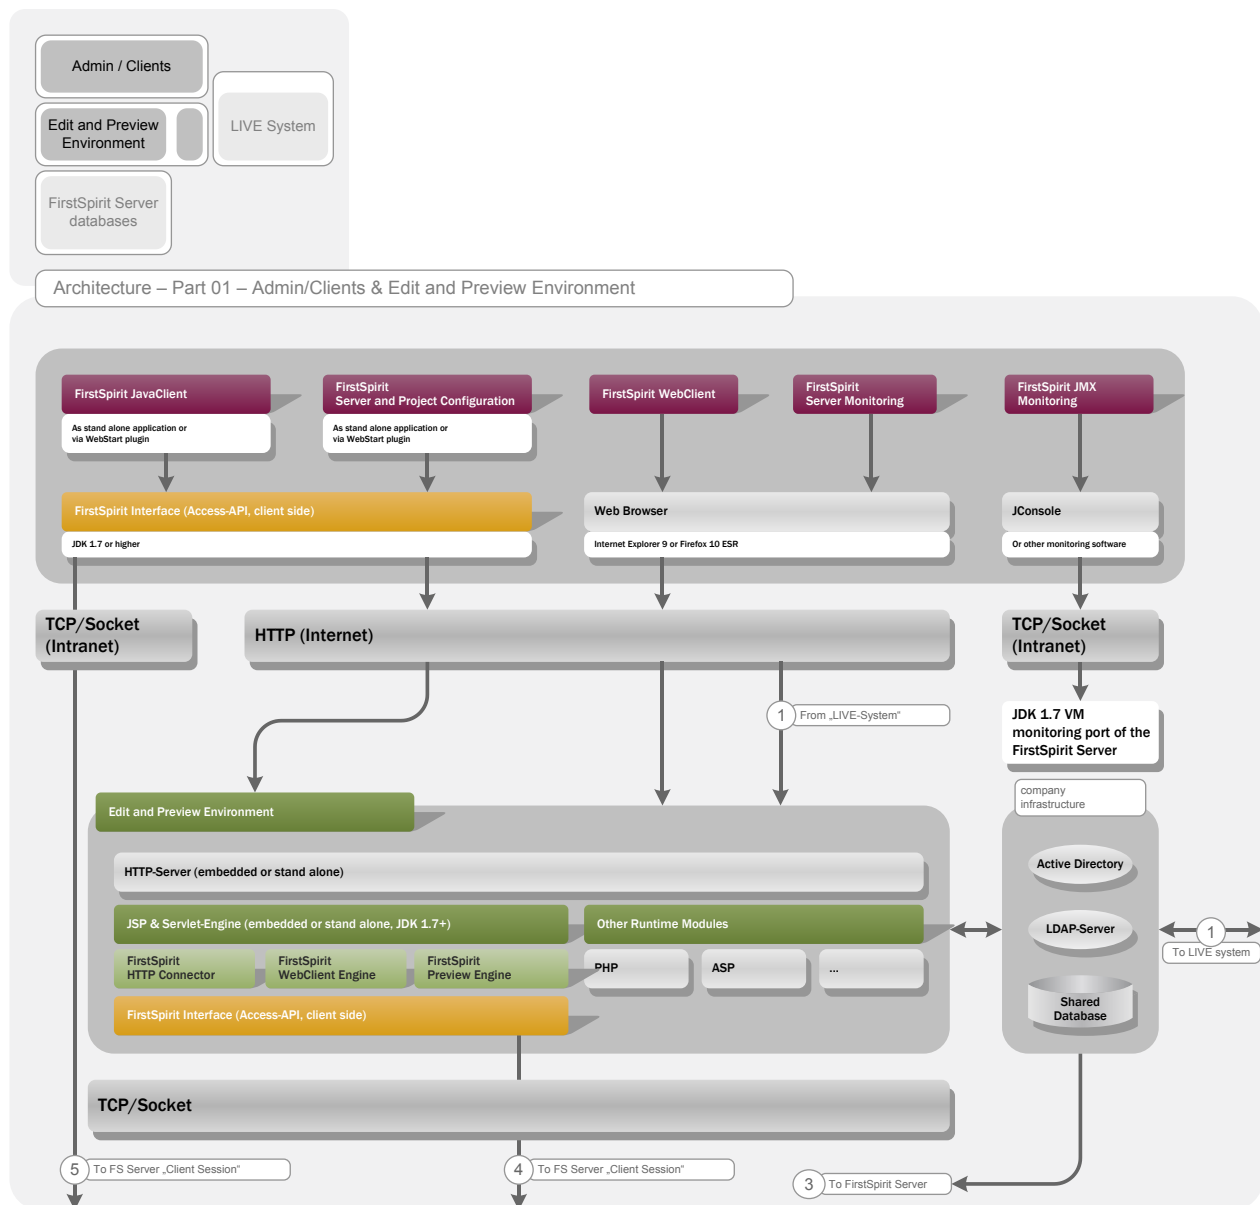 Admin / Clients
Edit and Preview
Environment
LIVE System
FirstSpirit Server
databases
Architecture – Part 01 – Admin/Clients & Edit and Preview Environment
FirstSpirit JavaClient
As stand alone application or
via WebStart plugin
FirstSpirit
Server and Project Configuration
As stand alone application or
via WebStart plugin
FirstSpirit WebClient
FirstSpirit
Server Monitoring
FirstSpirit JMX
Monitoring
FirstSpirit Interface (Access-API, client side)
JDK 1.7 or higher
Web Browser
Internet Explorer 9 or Firefox 10 ESR
JConsole
Or other monitoring software
TCP/Socket
(Intranet)
HTTP (Internet)
TCP/Socket
(Intranet)
1 From „LIVE-System“
JDK 1.7 VM
monitoring port of the
FirstSpirit Server
company
infrastructure
Edit and Preview Environment
HTTP-Server (embedded or stand alone)
JSP & Servlet-Engine (embedded or stand alone, JDK 1.7+)
Other Runtime Modules
FirstSpirit
HTTP Connector
FirstSpirit
WebClient Engine
FirstSpirit
Preview Engine
PHP
ASP
...
FirstSpirit Interface (Access-API, client side)
Active Directory
LDAP-Server
Shared
Database
1
To LIVE system
TCP/Socket
5 To FS Server „Client Session“
4 To FS Server „Client Session“
3 To FirstSpirit Server